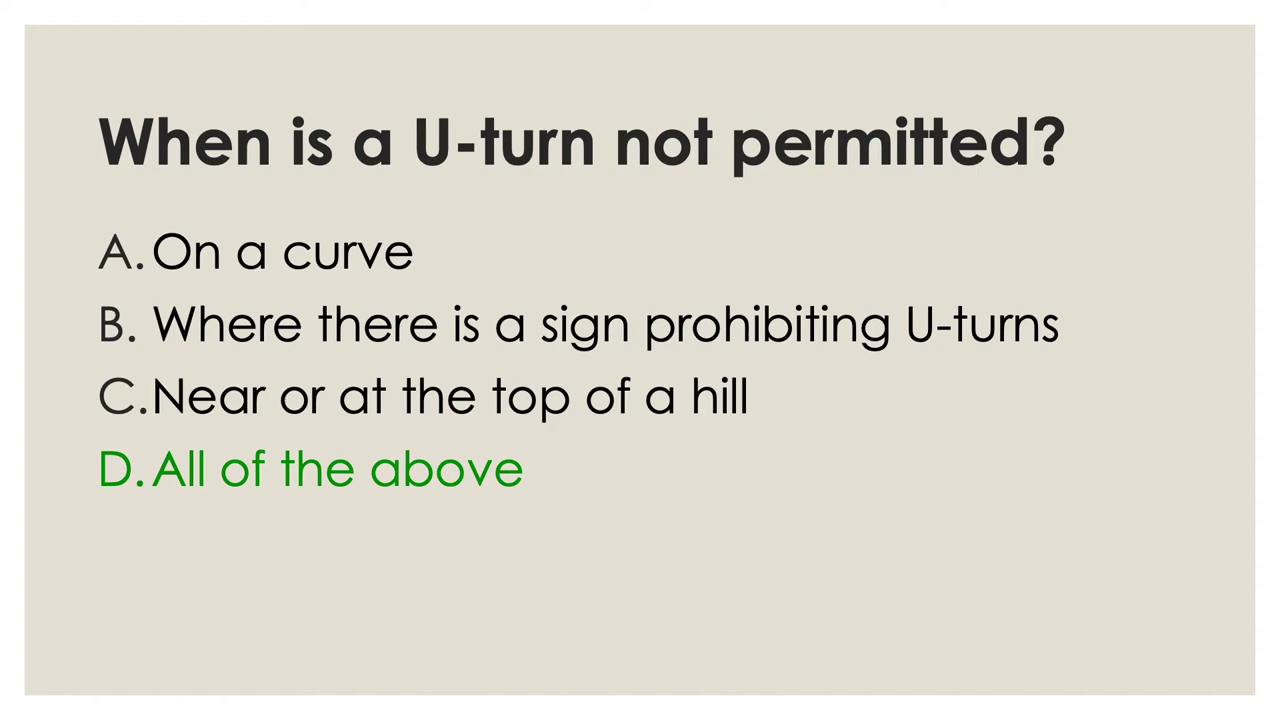 When is a U-turn not permitted?
A. On a curve
B. Where there is a sign prohibiting U-turns
C. Near or at the top of a hill
D. All of the above